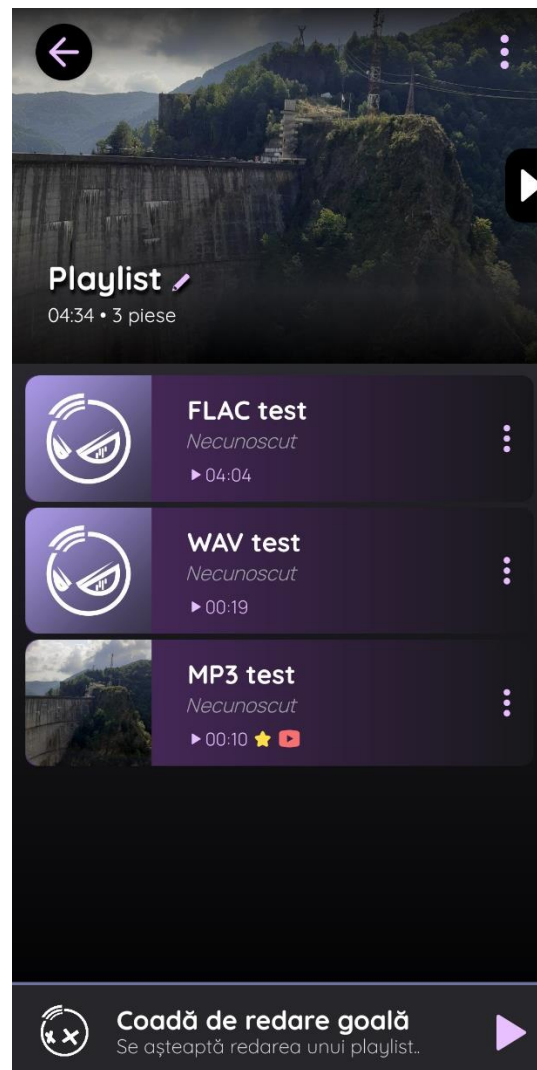 Playlist
04:34 • 3 piese
FLAC test
Necunoscut
04:04
WAV test
Necunoscut
00:19
MP3 test
Necunoscut
00:10
Coadă de redare goală
Se așteaptă redarea unui playlist..